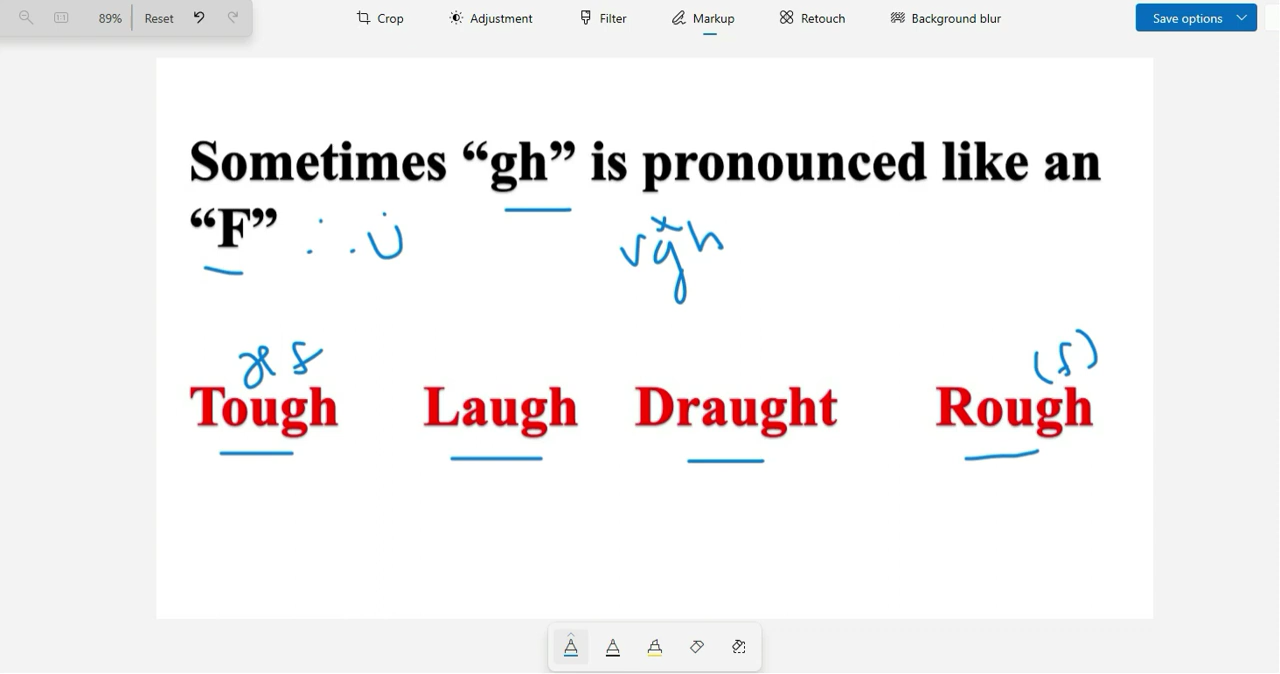 89% Reset Crop Adjustment Filter Markup Retouch Background blur Save options
Sometimes “gh” is pronounced like an
“F”
gh
Tough Laugh Draught Rough